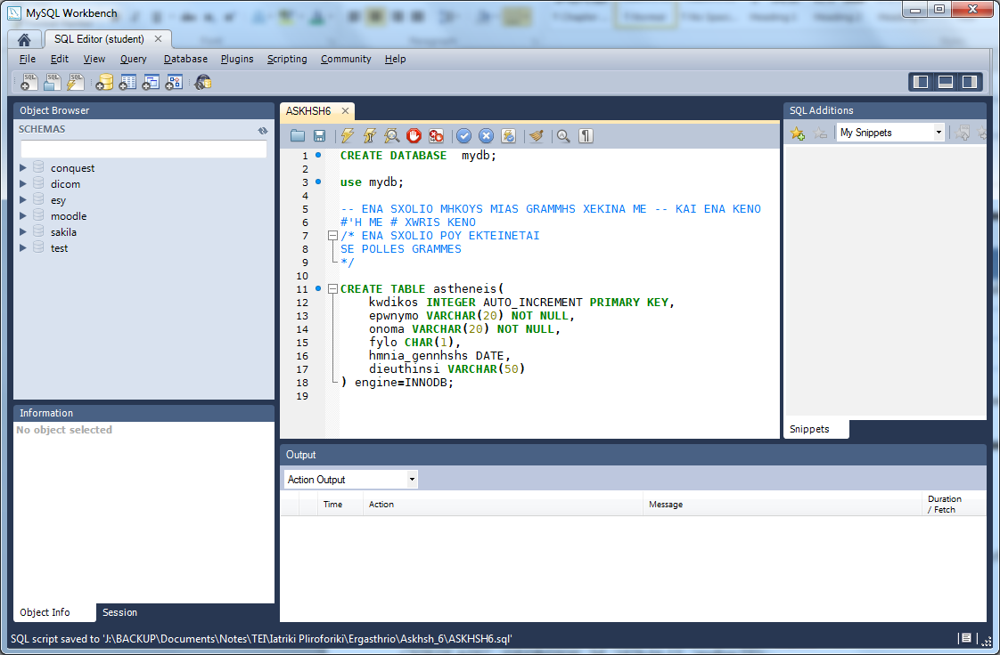 MySQL Workbench
SQL Editor (student)
File Edit View Query Database Plugins Scripting Community Help
Object Browser
SCHEMAS
conquest
dicom
esy
moodle
sakila
test
Information
No object selected
Object Info Session
ASKHSH6
1 CREATE DATABASE mydb;
2
3 use mydb;
4
5 -- ENA SXOLIO MHKOYS MIAS GRAMMHS XEKINA ME -- KAI ENA KENO
6 #'H ME # XWRIS KENO
7 /* ENA SXOLIO POY EKTEINETAI
8 SE POLLES GRAMMES
9 */
10
11 CREATE TABLE astheneis(
12 kwdikos INTEGER AUTO_INCREMENT PRIMARY KEY,
13 epwnymo VARCHAR(20) NOT NULL,
14 onoma VARCHAR(20) NOT NULL,
15 fylo CHAR(1),
16 hmnia_gennhshs DATE,
17 dieuthinsi VARCHAR(50)
18 ) engine=INNODB;
19
SQL Additions
My Snippets
Snippets
Output
Action Output
Time Action Message Duration
/ Fetch
SQL script saved to 'J:\BACKUP\Documents\Notes\TEI\Iatriki Pliroforiki\Ergasthrio\Askhsh_6\ASKHSH6.sql'